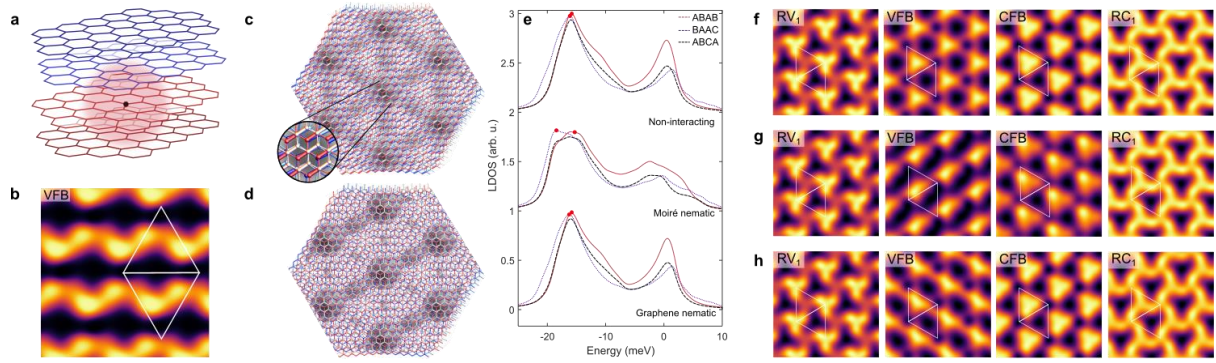 a
b
VFB
c
d
e
LDOS (arb. u.)
3
2.5
2
1.5
1
0.5
0
ABAB
BAAC
ABCA
Non-interacting
Moiré nematic
Graphene nematic
-20
-10
0
10
Energy (meV)
f
RV1
VFB
CFB
RC1
g
RV1
VFB
CFB
RC1
h
RV1
VFB
CFB
RC1